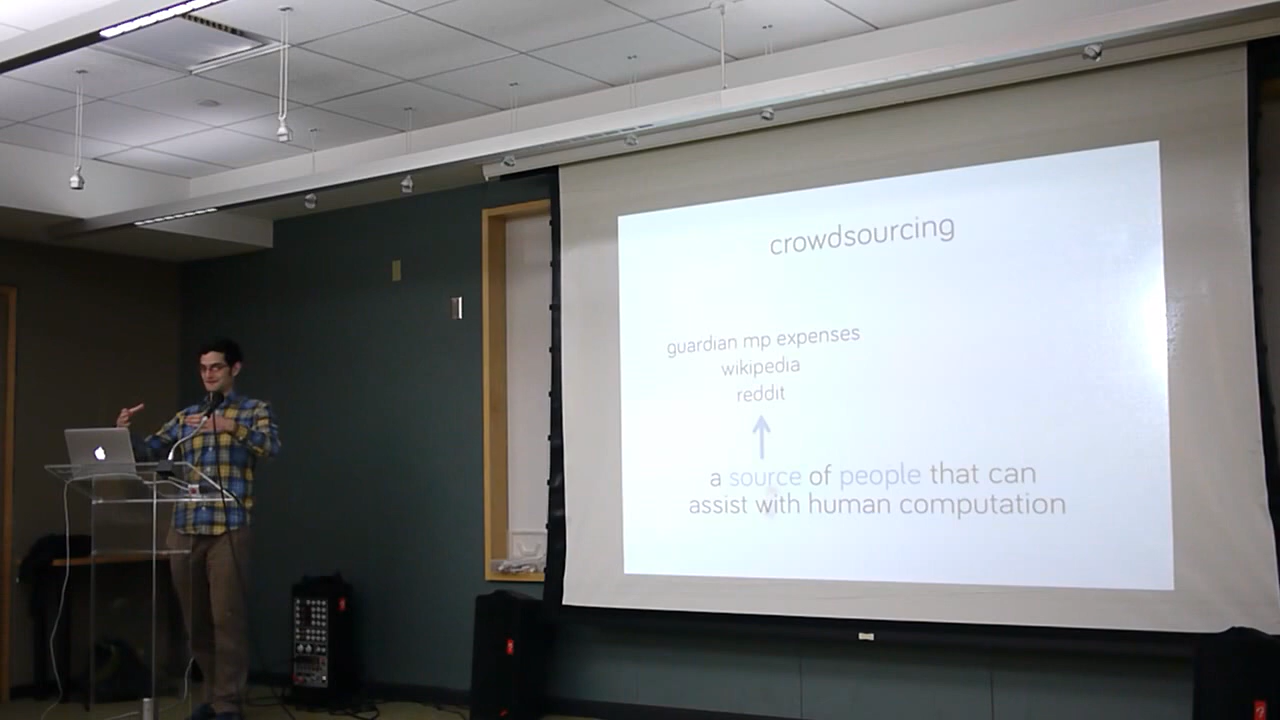 crowdsourcing
guardian mp expenses
wikipedia
reddit
a source of people that can
assist with human computation